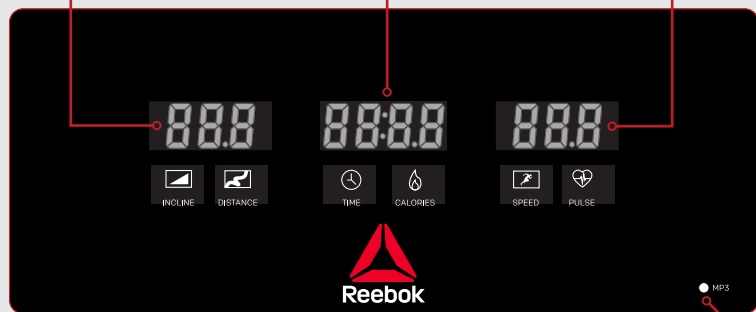 88.8 88:8.8 88.8
INCLINE DISTANCE TIME CALORIES SPEED PULSE
Reebok
MP3